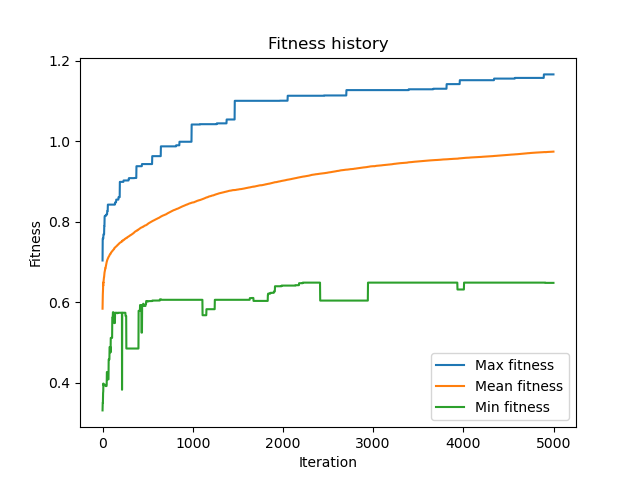 Fitness history
1.2
1.0
0.8
0.6
0.4
Fitness
0 1000 2000 3000 4000 5000
Iteration
Max fitness
Mean fitness
Min fitness